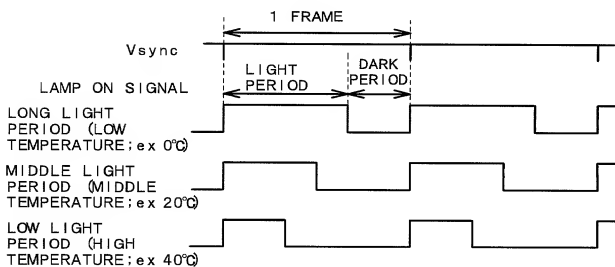 1 FRAME
Vsync
LIGHT PERIOD
DARK PERIOD
LAMP ON SIGNAL
LONG LIGHT
PERIOD (LOW
TEMPERATURE;ex 0℃)
MIDDLE LIGHT
PERIOD (MIDDLE
TEMPERATURE;ex 20℃)
LOW LIGHT
PERIOD (HIGH
TEMPERATURE;ex 40℃)